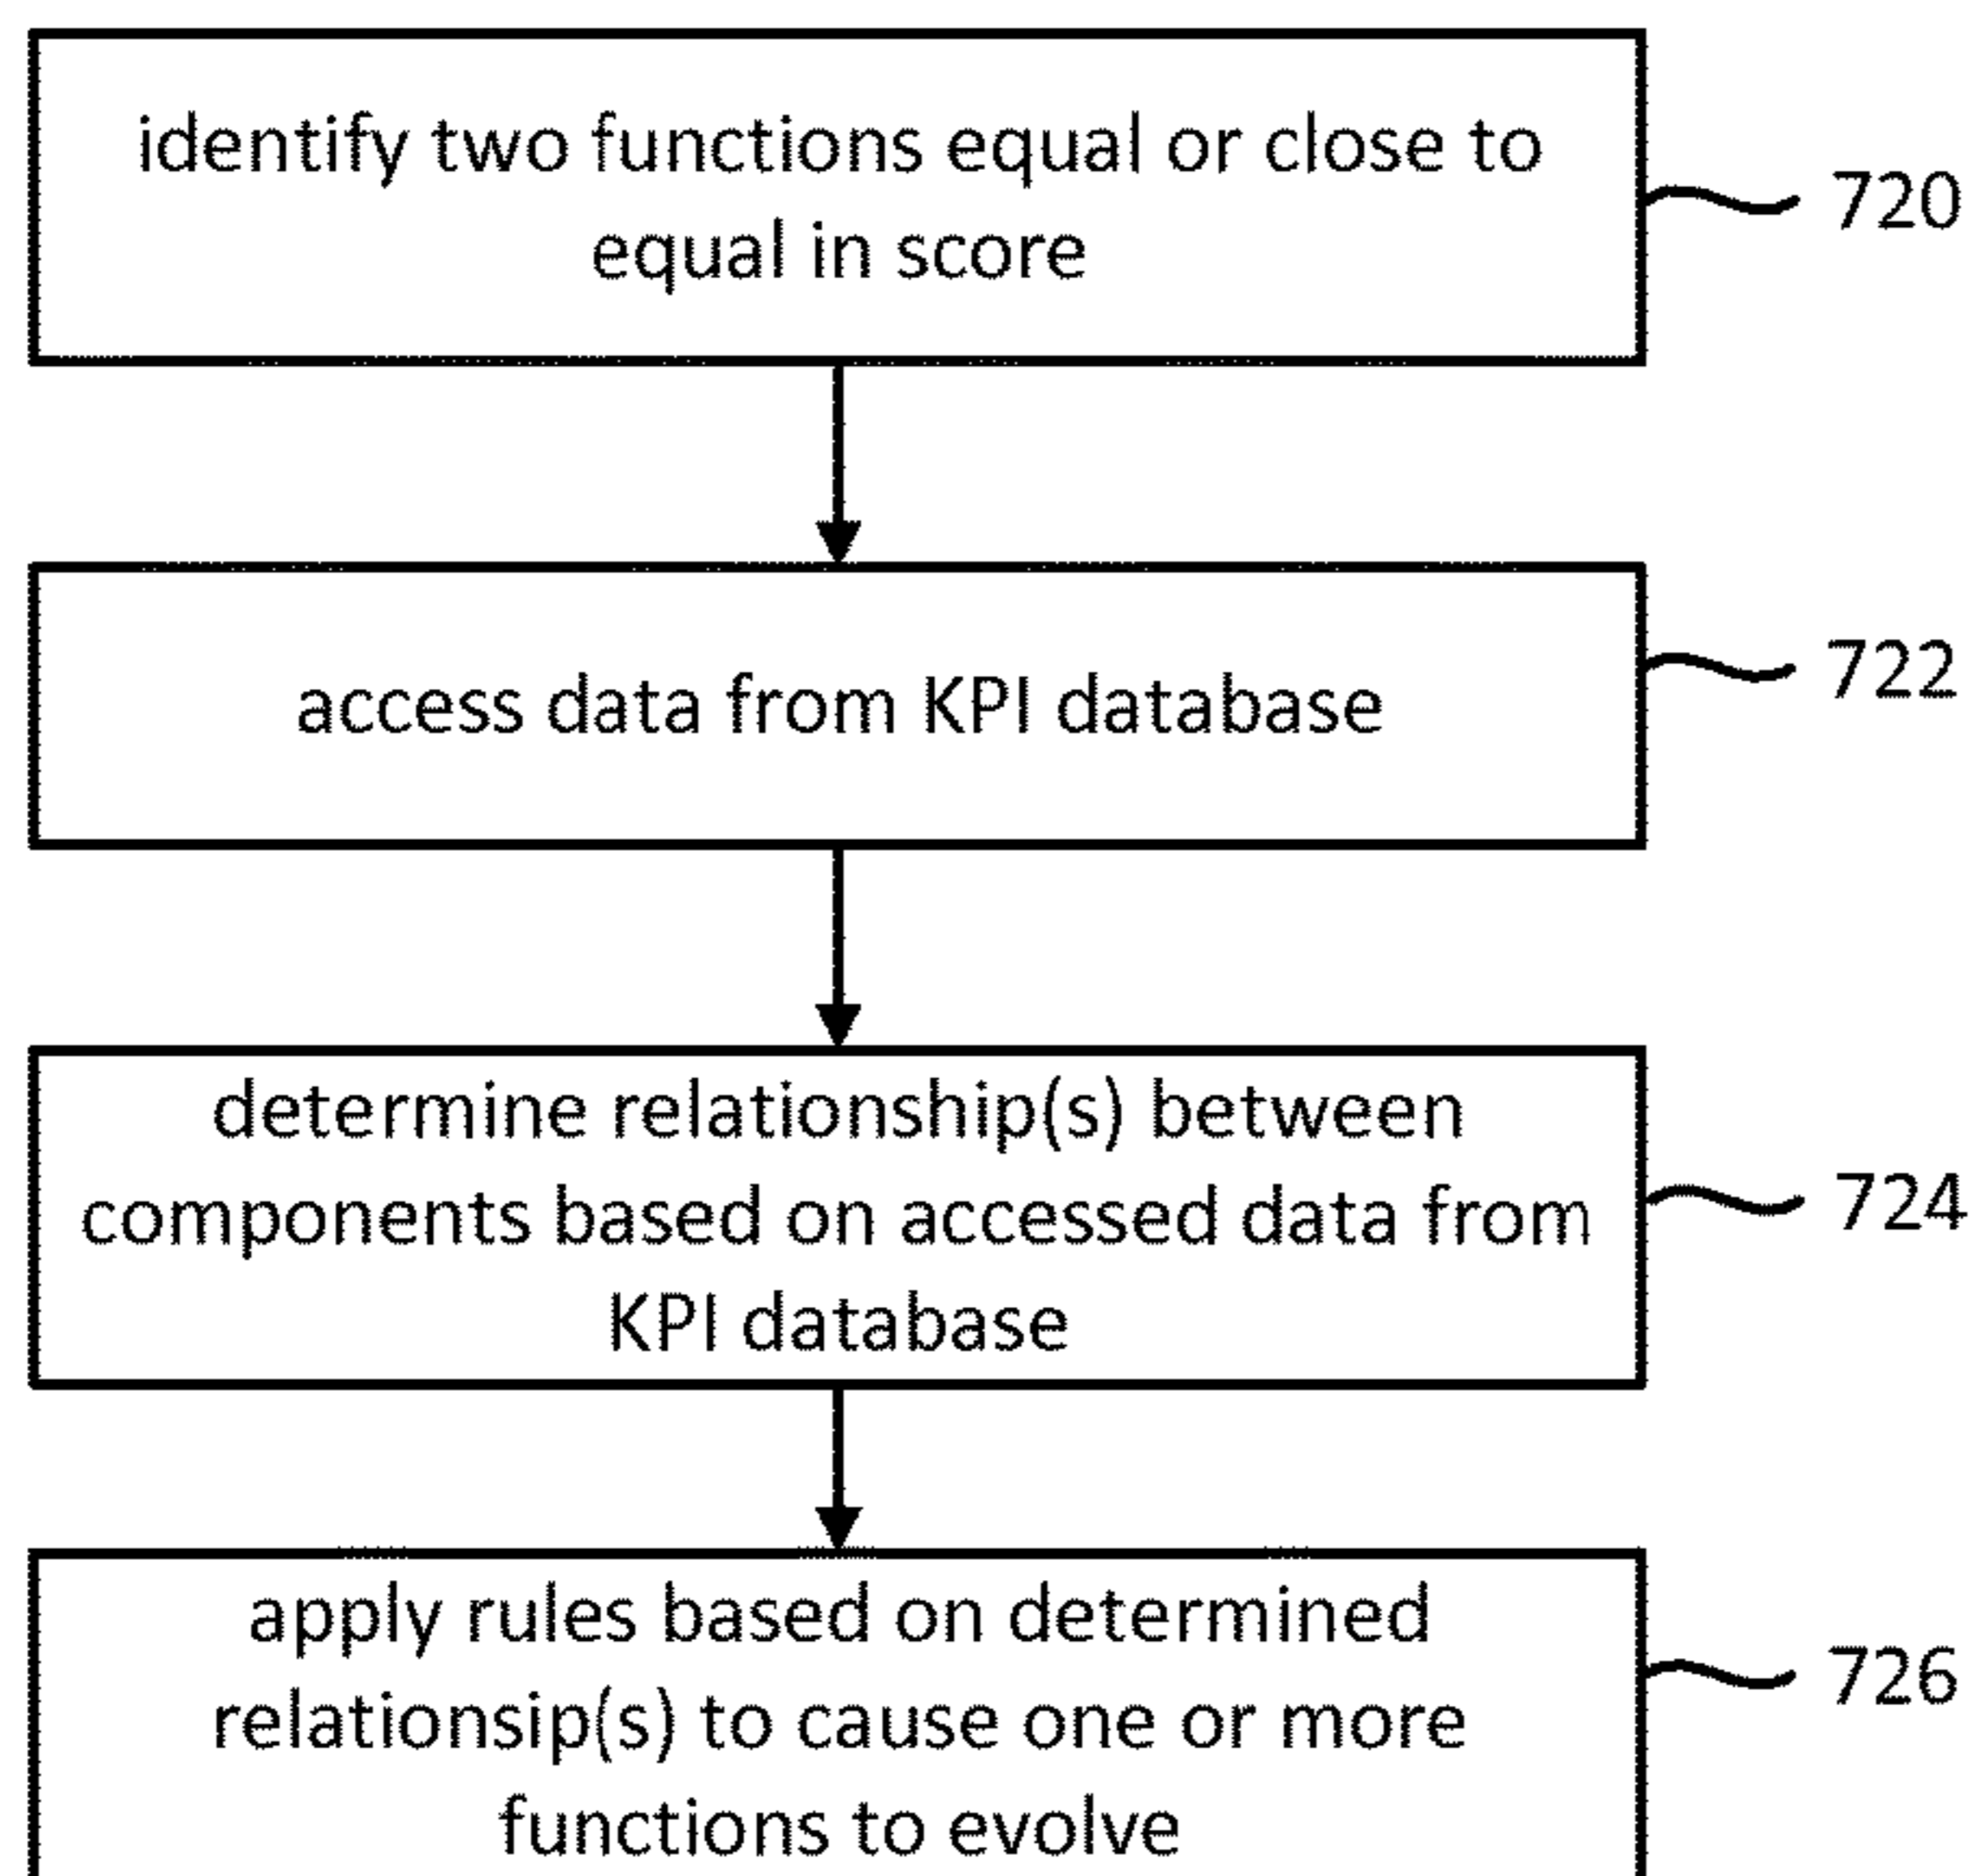 identify two functions equal or close to
equal in score
720
access data from KPI database
722
determine relationship(s) between
components based on accessed data from
KPI database
724
apply rules based on determined
relationsip(s) to cause one or more
functions to evolve
726